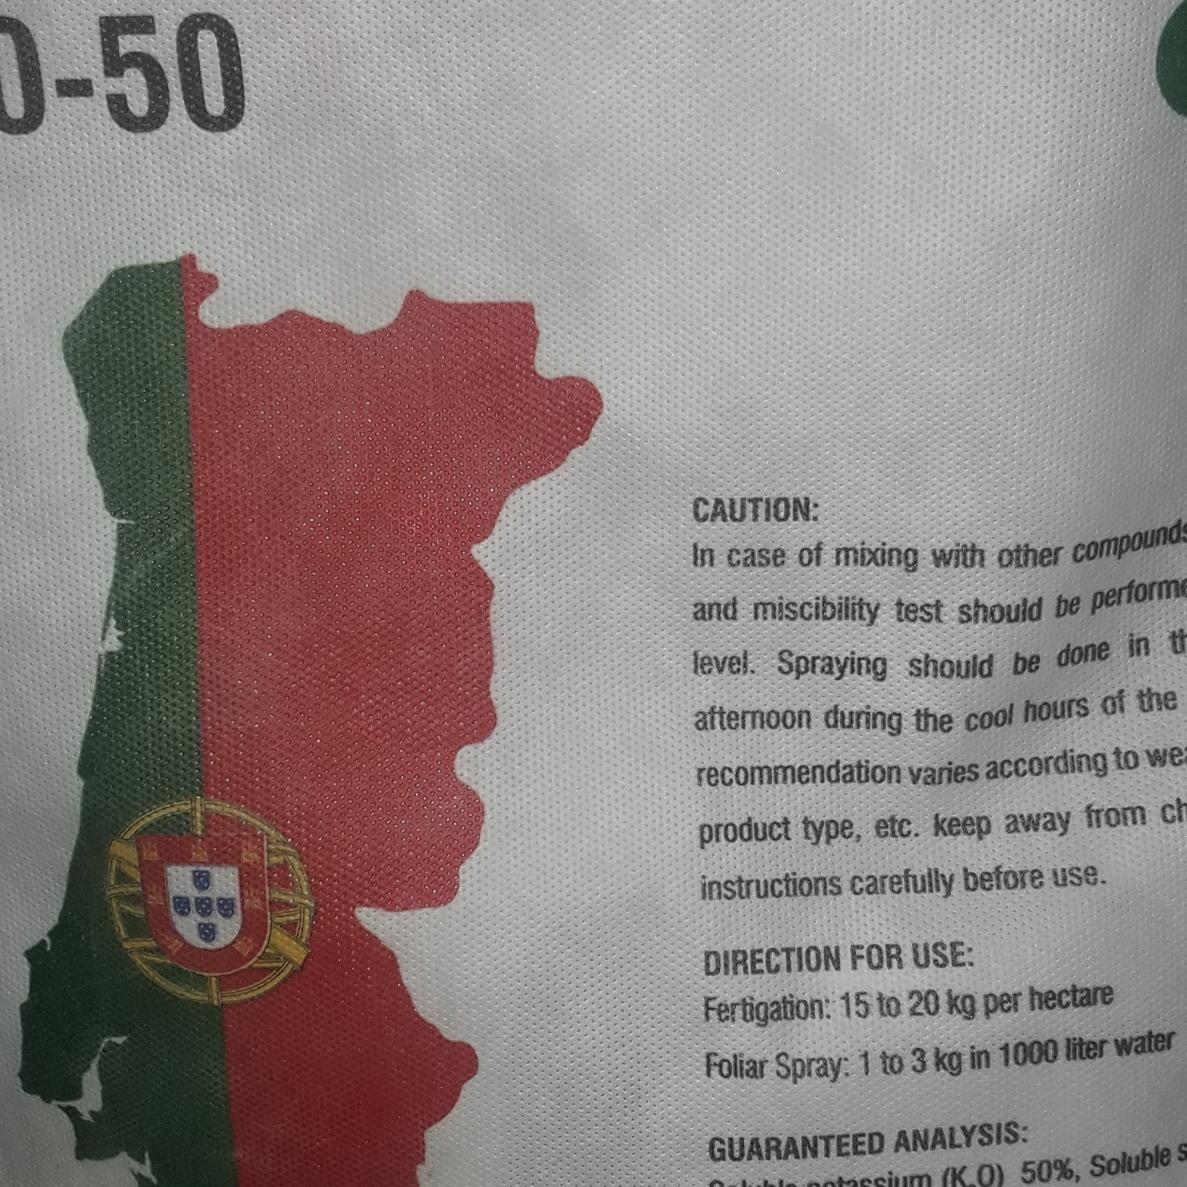 0-50
CAUTION:
In case of mixing with other compounds
and miscibility test should be performe
level. Spraying should be done in th
afternoon during the cool hours of the
recommendation varies according to wea
product type, etc. keep away from ch
instructions carefully before use.
DIRECTION FOR USE:
Fertigation: 15 to 20 kg per hectare
Foliar Spray: 1 to 3 kg in 1000 liter water
GUARANTEED ANALYSIS:
Soluble potassium (K₂O) 50%, Soluble s